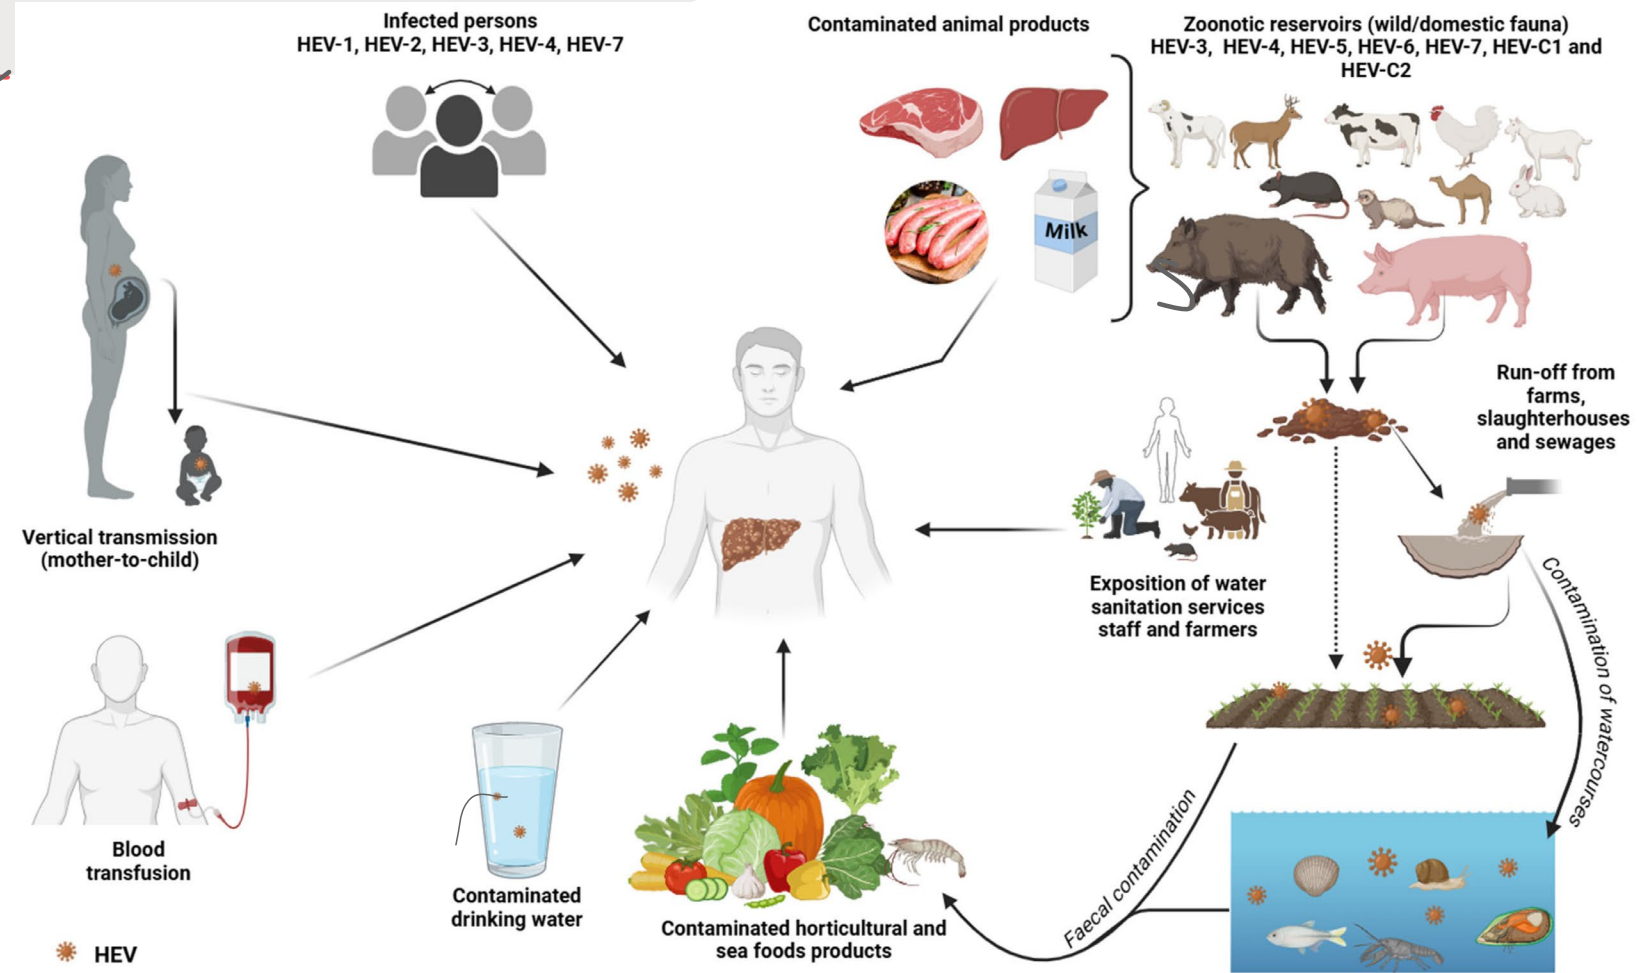 Infected persons
HEV-1, HEV-2, HEV-3, HEV-4, HEV-7
Contaminated animal products
Zoonotic reservoirs (wild/domestic fauna)
HEV-3, HEV-4, HEV-5, HEV-6, HEV-7, HEV-C1 and
HEV-C2
Milk
Run-off from
farms,
slaughterhouses
and sewages
Vertical transmission
(mother-to-child)
Exposition of water
sanitation services
staff and farmers
Contamination of watercourses
Blood
transfusion
Contaminated
drinking water
Contaminated horticultural and
sea foods products
Faecal contamination
HEV